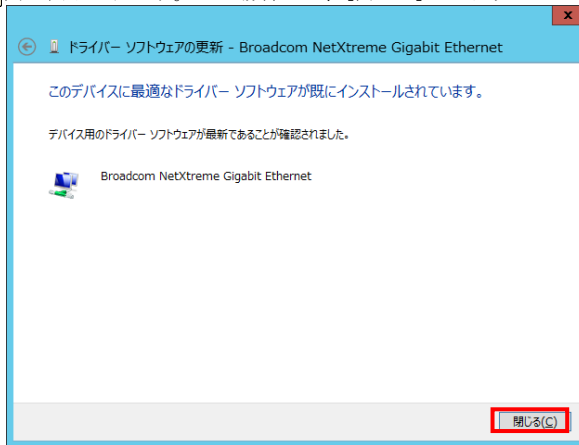 ドライバー ソフトウェアの更新 - Broadcom NetXtreme Gigabit Ethernet
このデバイスに最適なドライバー ソフトウェアが既にインストールされています。
デバイス用のドライバー ソフトウェアが最新であることが確認されました。
Broadcom NetXtreme Gigabit Ethernet
閉じる(C)